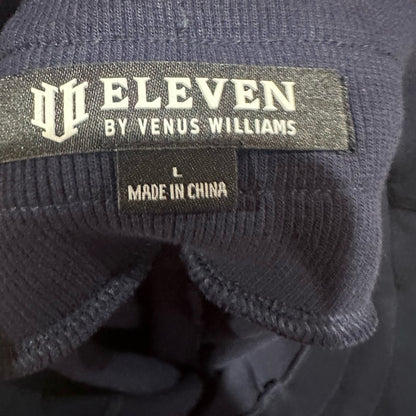 ELEVEN
BY VENUS WILLIAMS
L
MADE IN CHINA